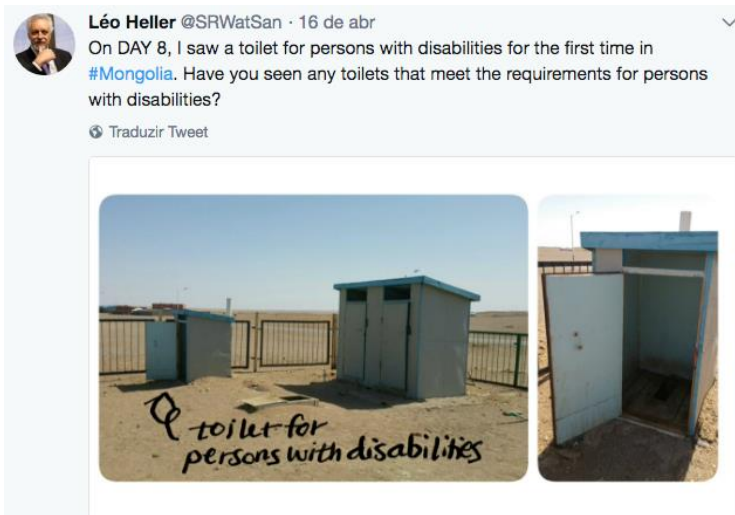 Léo Heller @SRWatSan · 16 de abr
On DAY 8, I saw a toilet for persons with disabilities for the first time in
#Mongolia. Have you seen any toilets that meet the requirements for persons
with disabilities?
Traduzir Tweet
toilet for
persons with disabilities